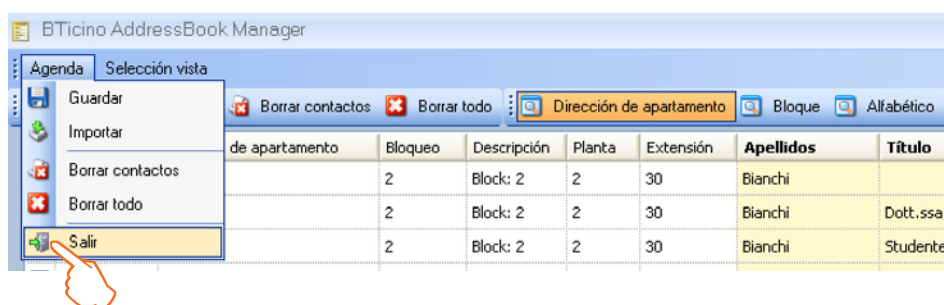 BTicino AddressBook Manager
Agenda Selección vista
Guardar
Importar
Borrar contactos
Borrar todo
Salir
Borrar contactos Borrar todo Dirección de apartamento Bloque Alfabético
de apartamento Bloqueo Descripción Planta Extensión Apellidos Título
2 Block: 2 2 30 Bianchi
2 Block: 2 2 30 Bianchi Dott.ssa
2 Block: 2 2 30 Bianchi Studente